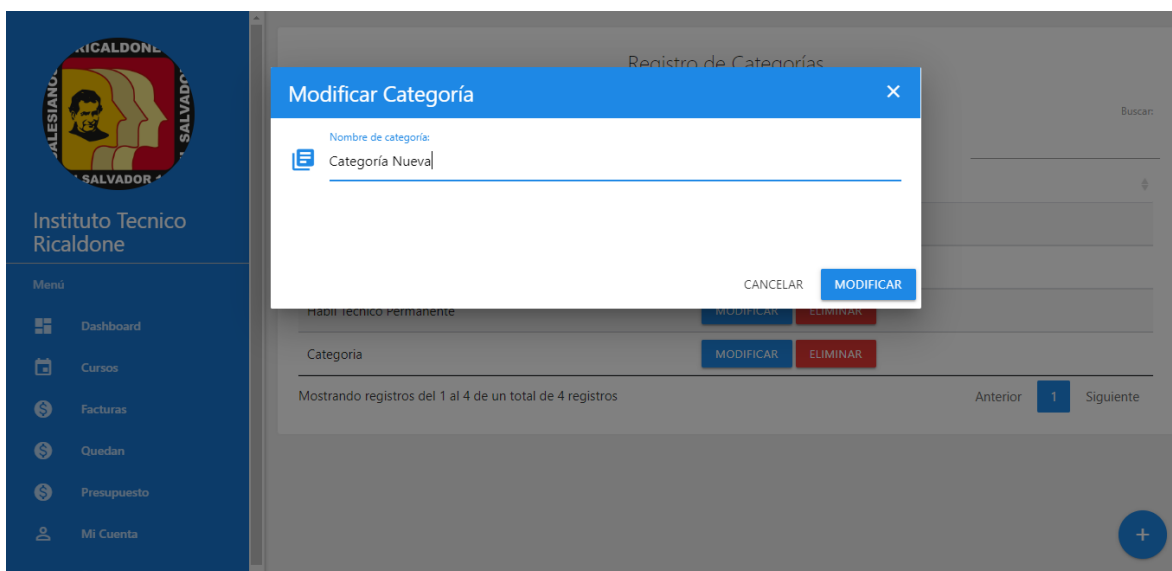 RICALDONE
SALESIANO
SALVADO
SALVADOR
Instituto Tecnico
Ricaldone
Menú
Dashboard
Cursos
Facturas
Quedan
Presupuesto
Mi Cuenta
Registro de Categorías
Buscar:
Modificar Categoría
×
Nombre de categoría:
Categoría Nueva
CANCELAR
MODIFICAR
Habil Técnico Permanente
MODIFICAR
ELIMINAR
Categoria
MODIFICAR
ELIMINAR
Mostrando registros del 1 al 4 de un total de 4 registros
Anterior
1
Siguiente
+